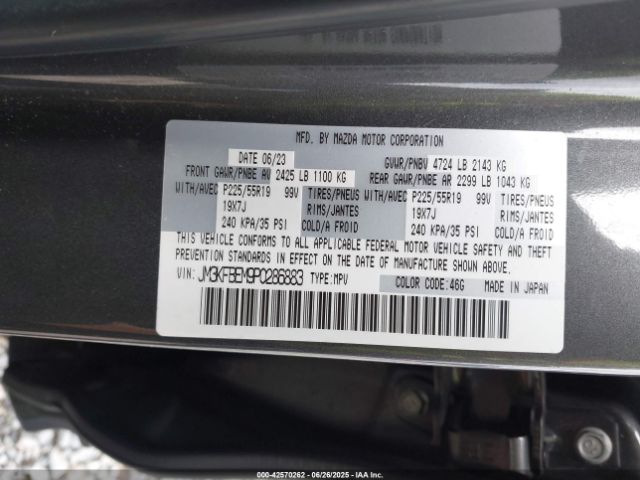 MFD. BY MAZDA MOTOR CORPORATION
DATE 06/23 GVWR/PNBV 4724 LB 2143 KG
FRONT GAWR/PNBE AV 2425 LB 1100 KG REAR GAWR/PNBE AR 2299 LB 1043 KG
WITH/AVEC P225/55R19 99V TIRES/PNEUS WITH/AVEC P225/55R19 99V TIRES/PNEUS
19X7J RIMS/JANTES 19X7J RIMS/JANTES
240 KPA/35 PSI COLD/A FROID 240 KPA/35 PSI COLD/A FROID
THIS VEHICLE CONFORMS TO ALL APPLICABLE FEDERAL MOTOR VEHICLE SAFETY AND THEFT
PREVENTION STANDARDS IN EFFECT ON THE DATE OF MANUFACTURE SHOWN ABOVE.
VIN: JM3KFBEM9P0286883 TYPE:MPV COLOR CODE:46G MADE IN JAPAN
©IAAI - 000-42570262 - 06/26/2025 - IAAI.COM